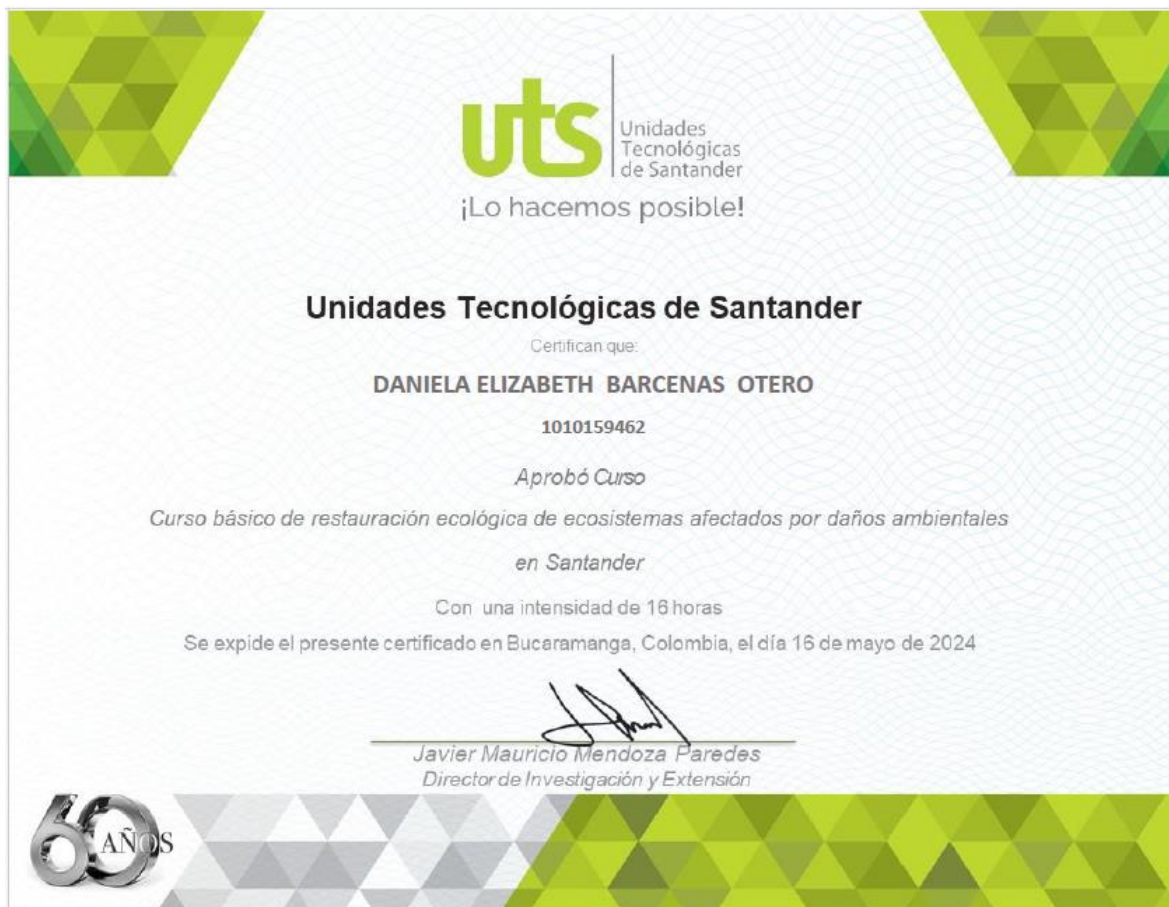 uts
Unidades
Tecnológicas
de Santander
¡Lo hacemos posible!
Unidades Tecnológicas de Santander
Certifican que:
DANIELA ELIZABETH BARCENAS OTERO
1010159462
Aprobó Curso
Curso básico de restauración ecológica de ecosistemas afectados por daños ambientales
en Santander
Con una intensidad de 16 horas
Se expide el presente certificado en Bucaramanga, Colombia, el día 16 de mayo de 2024
Javier Mauricio Mendoza Paredes
Director de Investigación y Extensión
60 AÑOS